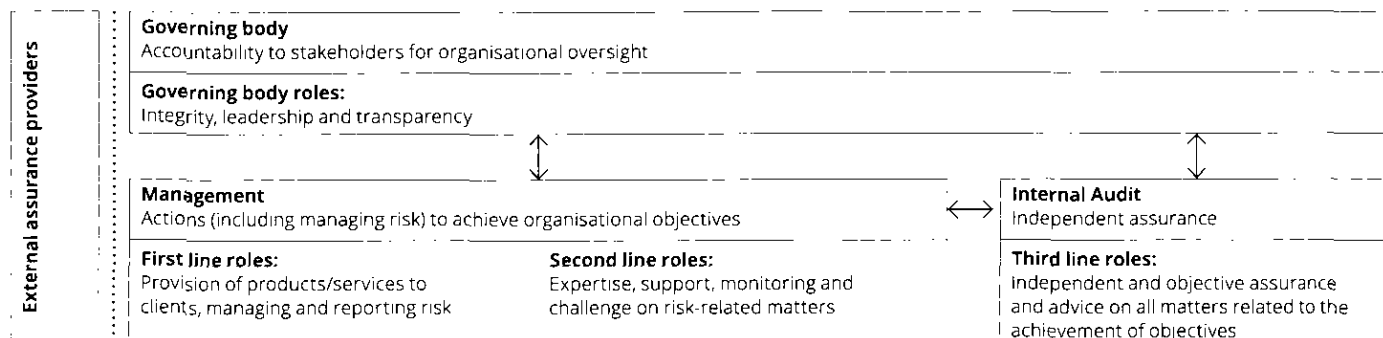 External assurance providers
Governing body
Accountability to stakeholders for organisational oversight
Governing body roles:
Integrity, leadership and transparency
Management
Actions (including managing risk) to achieve organisational objectives
Internal Audit
Independent assurance
First line roles:
Provision of products/services to
clients, managing and reporting risk
Second line roles:
Expertise, support, monitoring and
challenge on risk-related matters
Third line roles:
Independent and objective assurance
and advice on all matters related to the
achievement of objectives